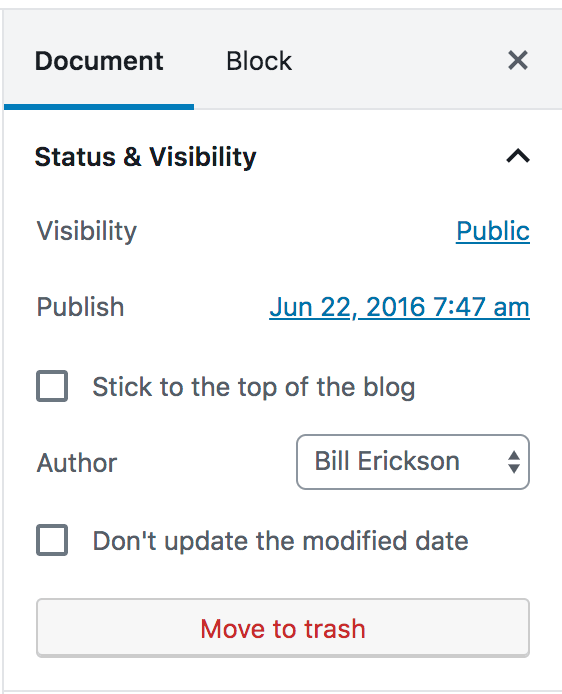 Document Block
Status & Visibility
Visibility Public
Publish Jun 22, 2016 7:47 am
Stick to the top of the blog
Author Bill Erickson
Don't update the modified date
Move to trash